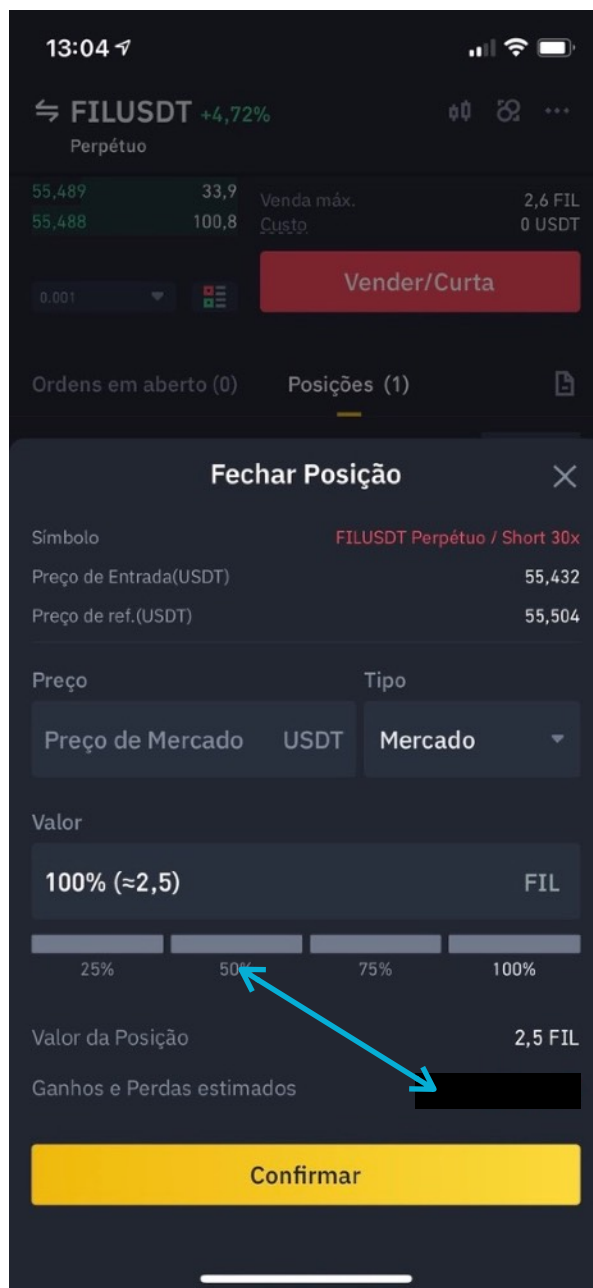 13:04
FILUSDT +4,72%
Perpétuo
55,489 33,9 Venda máx. 2,6 FIL
55,488 100,8 Custo 0 USDT
Vender/Curta
0.001
Ordens em aberto (0) Posições (1)
Fechar Posição
Símbolo FILUSDT Perpétuo / Short 30x
Preço de Entrada(USDT) 55,432
Preço de ref.(USDT) 55,504
Preço Tipo
Preço de Mercado USDT Mercado
Valor
100% (≈2,5) FIL
25% 50% 75% 100%
Valor da Posição 2,5 FIL
Ganhos e Perdas estimados
Confirmar